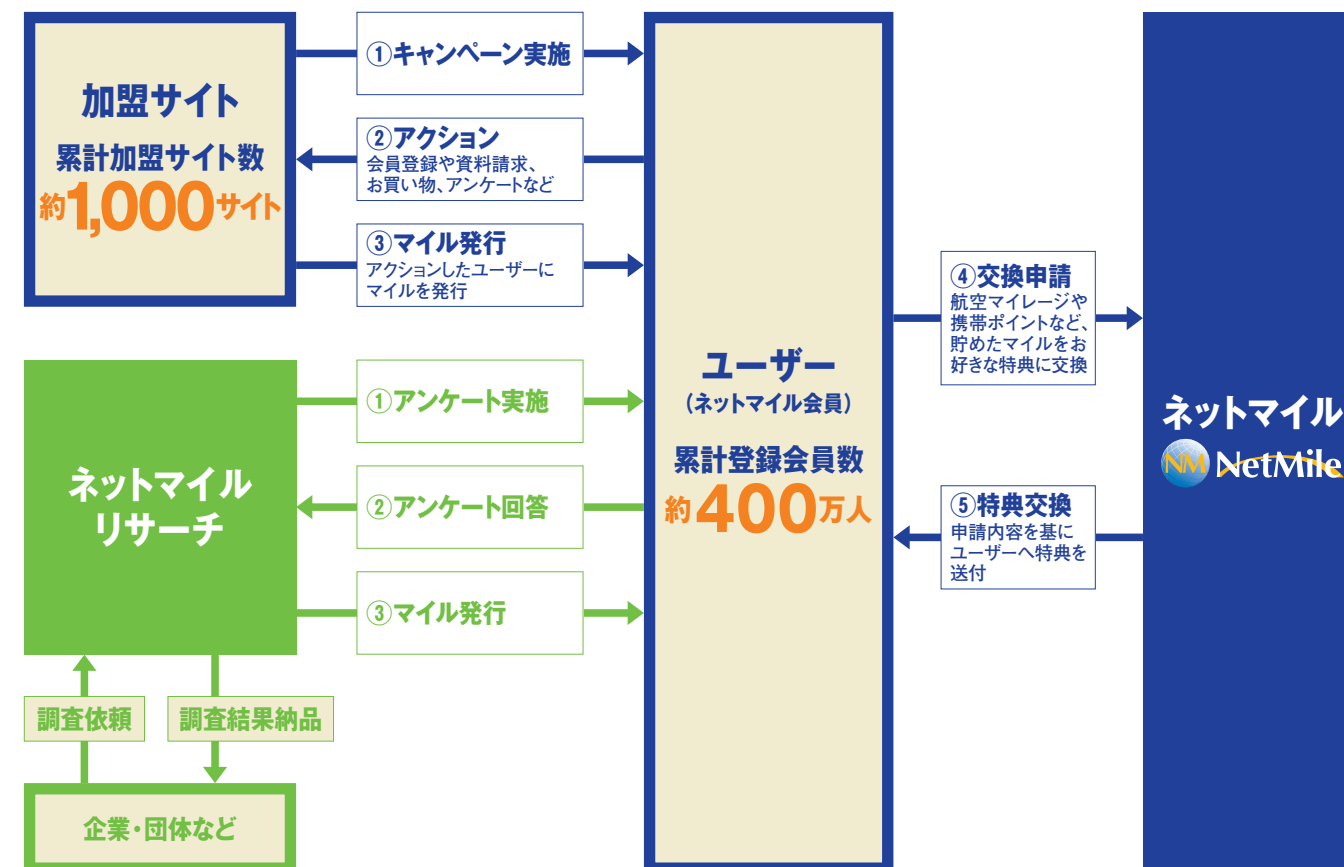 加盟サイト
累計加盟サイト数
約1,000サイト
①キャンペーン実施
②アクション
会員登録や資料請求、
お買い物、アンケートなど
③マイル発行
アクションしたユーザーに
マイルを発行
ネットマイル
リサーチ
①アンケート実施
②アンケート回答
③マイル発行
調査依頼
調査結果納品
企業・団体など
ユーザー
(ネットマイル会員)
累計登録会員数
約400万人
④交換申請
航空マイレージや
携帯ポイントなど、
貯めたマイルをお
好きな特典に交換
⑤特典交換
申請内容を基に
ユーザーへ特典を
送付
ネットマイル
NM NetMile